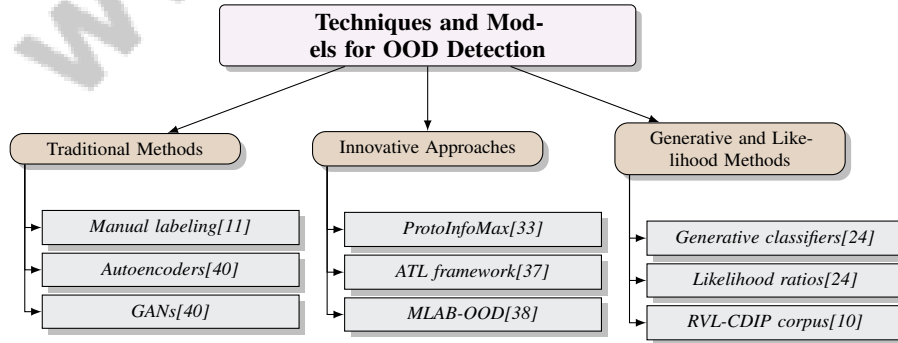 Techniques and Mod-
els for OOD Detection
Traditional Methods
Manual labeling[11]
Autoencoders[40]
GANs[40]
Innovative Approaches
ProtoInfoMax[33]
ATL framework[37]
MLAB-OOD[38]
Generative and Like-
lihood Methods
Generative classifiers[24]
Likelihood ratios[24]
RVL-CDIP corpus[10]